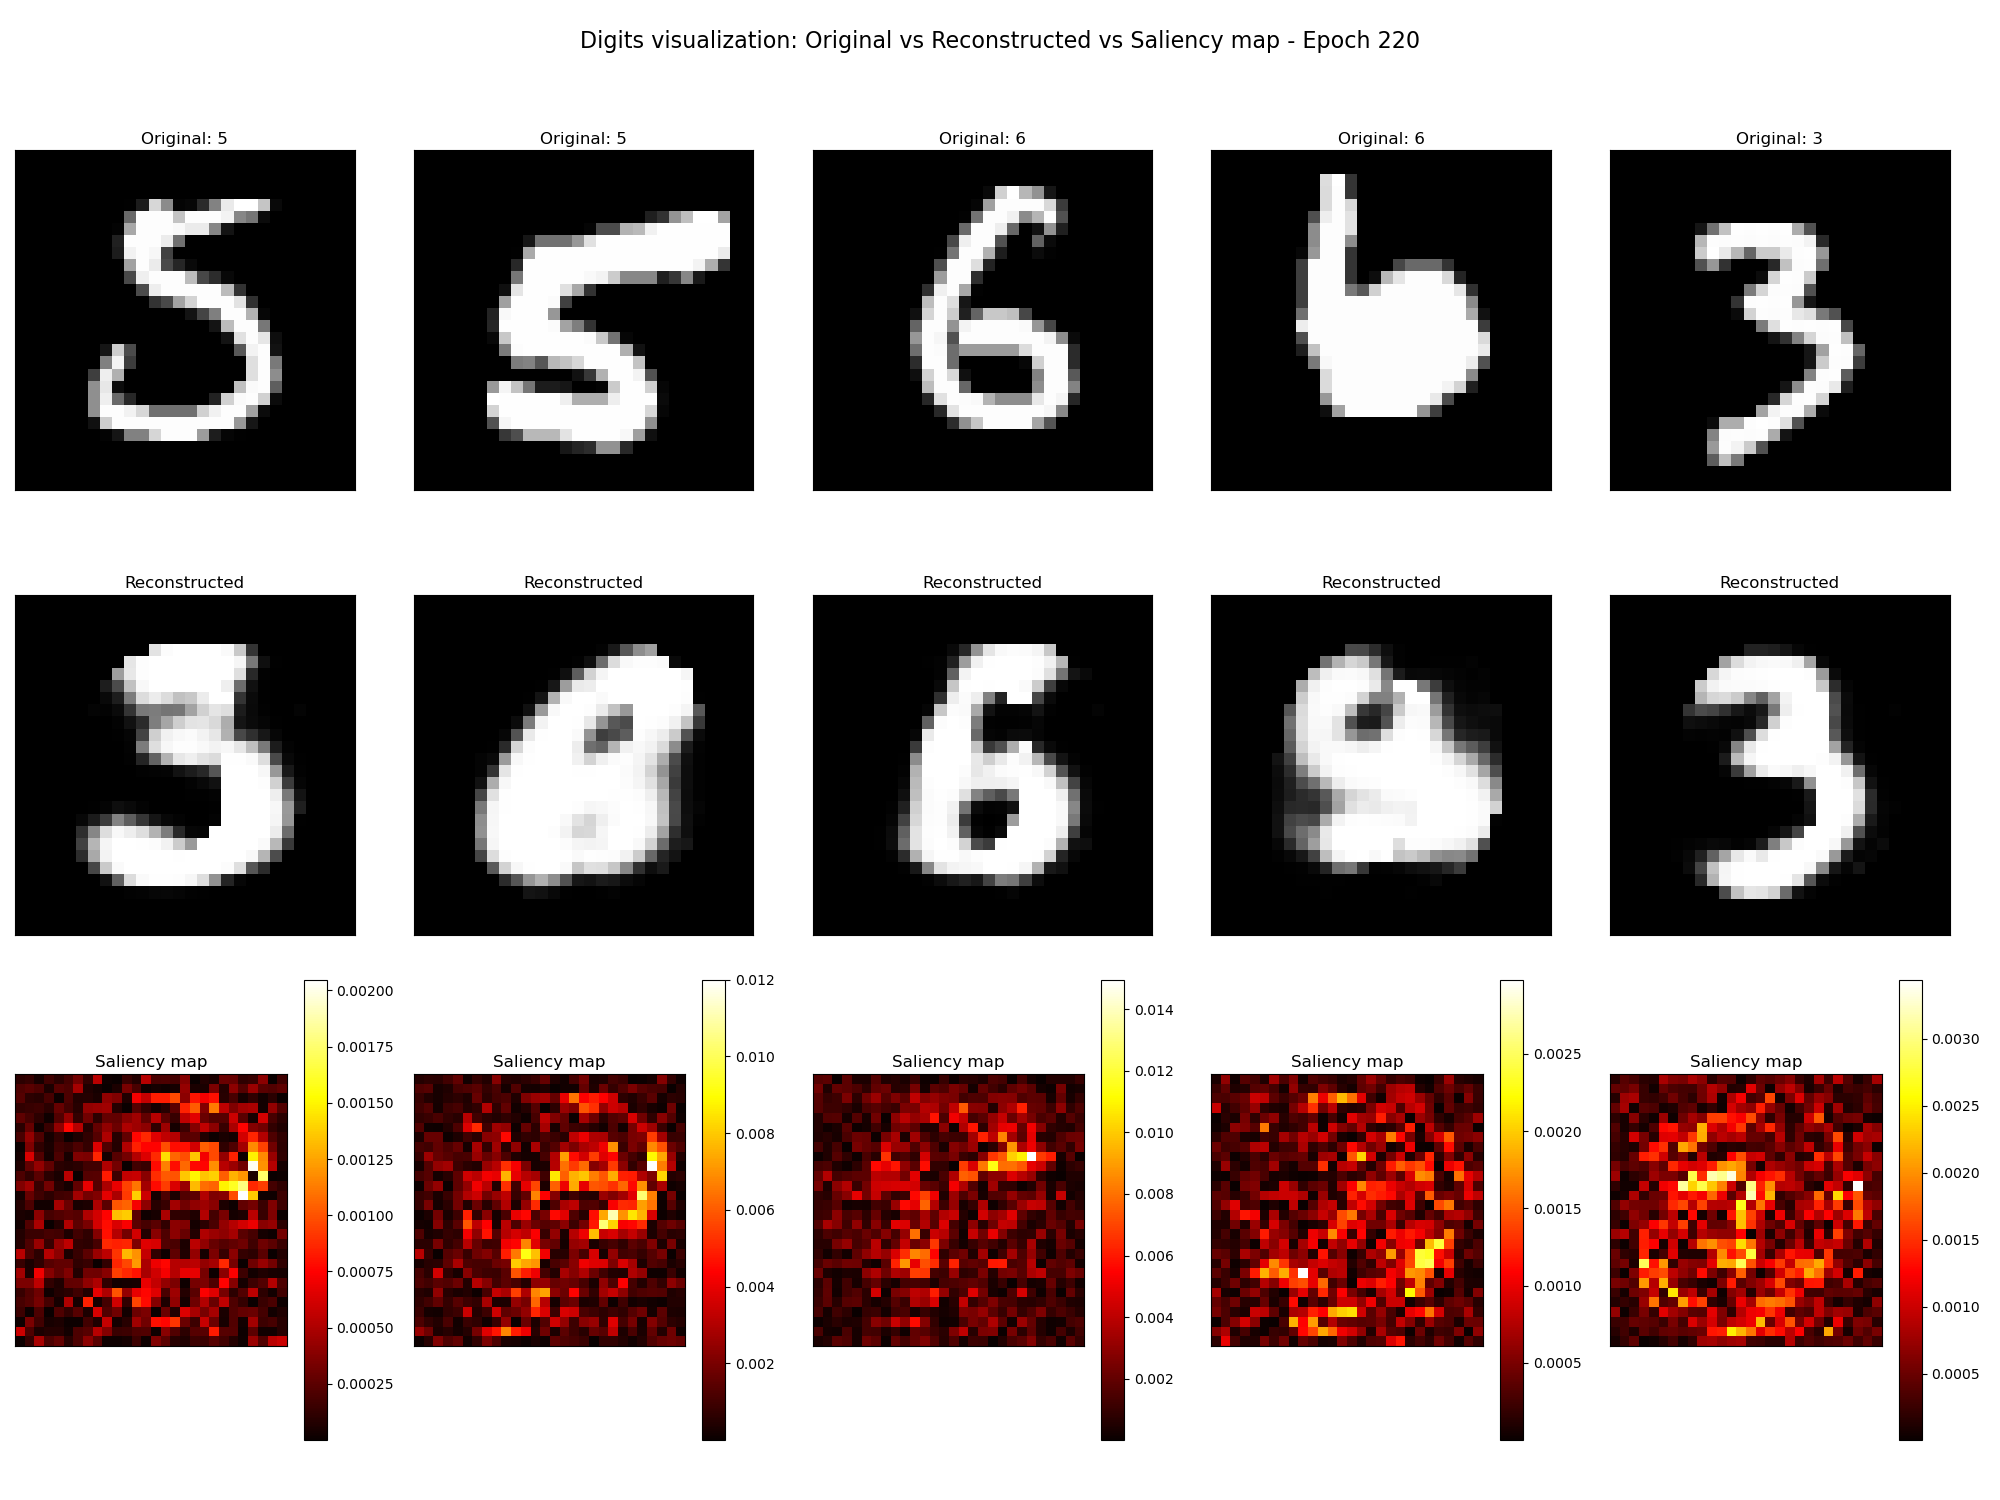 Digits visualization: Original vs Reconstructed vs Saliency map - Epoch 220
Original: 5
Original: 5
Original: 6
Original: 6
Original: 3
5
5
6
6
3
Reconstructed
Reconstructed
Reconstructed
Reconstructed
Reconstructed
Saliency map
0.00200
0.00175
0.00150
0.00125
0.00100
0.00075
0.00050
0.00025
Saliency map
0.012
0.010
0.008
0.006
0.004
0.002
Saliency map
0.014
0.012
0.010
0.008
0.006
0.004
0.002
Saliency map
0.0025
0.0020
0.0015
0.0010
0.0005
Saliency map
0.0030
0.0025
0.0020
0.0015
0.0010
0.0005